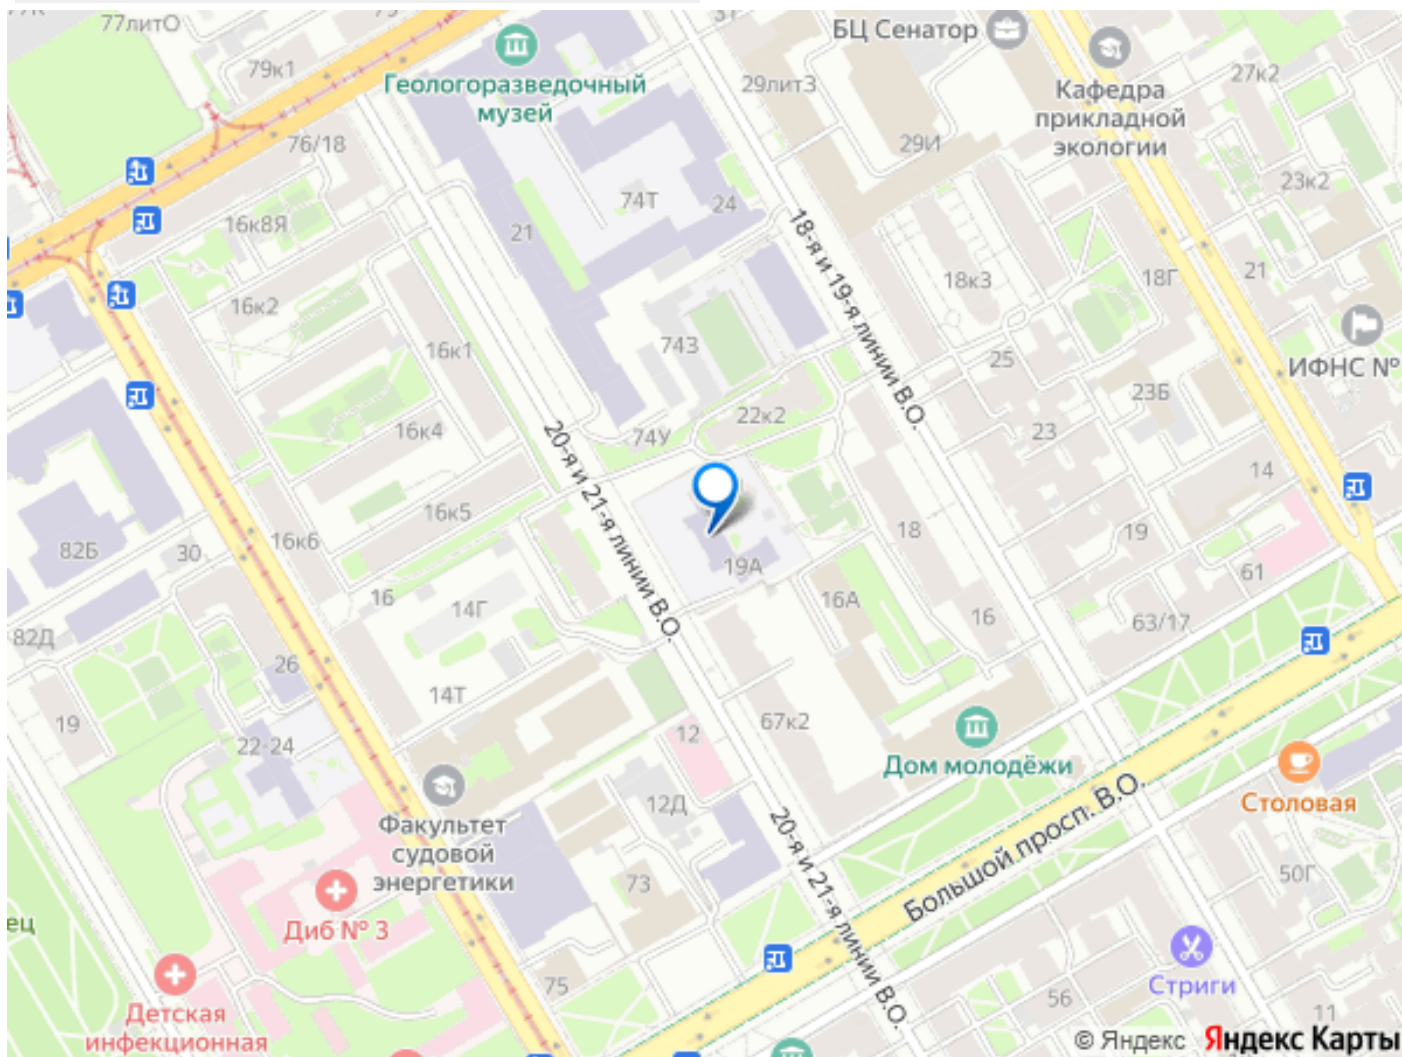 77литО
79к1
Геологоразведочный
музей
76/18
29лит3
БЦ Сенатор
Кафедра
прикладной
экологии
27к2
29И
23к2
74Т
24
21
16к8Я
18-я и 19-я линии В.О.
18к3
18Г
21
16к2
16к1
74З
25
ИФНС №
23Б
22к2
74У
16к4
23
14
20-я и 21-я линии В.О.
16к5
18
19
16к6
82Б
30
19А
61
16
14Г
16А
16
63/17
82Д
26
14Т
19
22-24
12
67к2
Дом молодёжи
Столовая
12Д
Факультет
судовой
энергетики
20-я и 21-я линии В.О.
Большой просп. В.О.
73
50Г
ец
Диб № 3
Стриги
75
56
11
Детская
инфекционная
© Яндекс Яндекс Карты